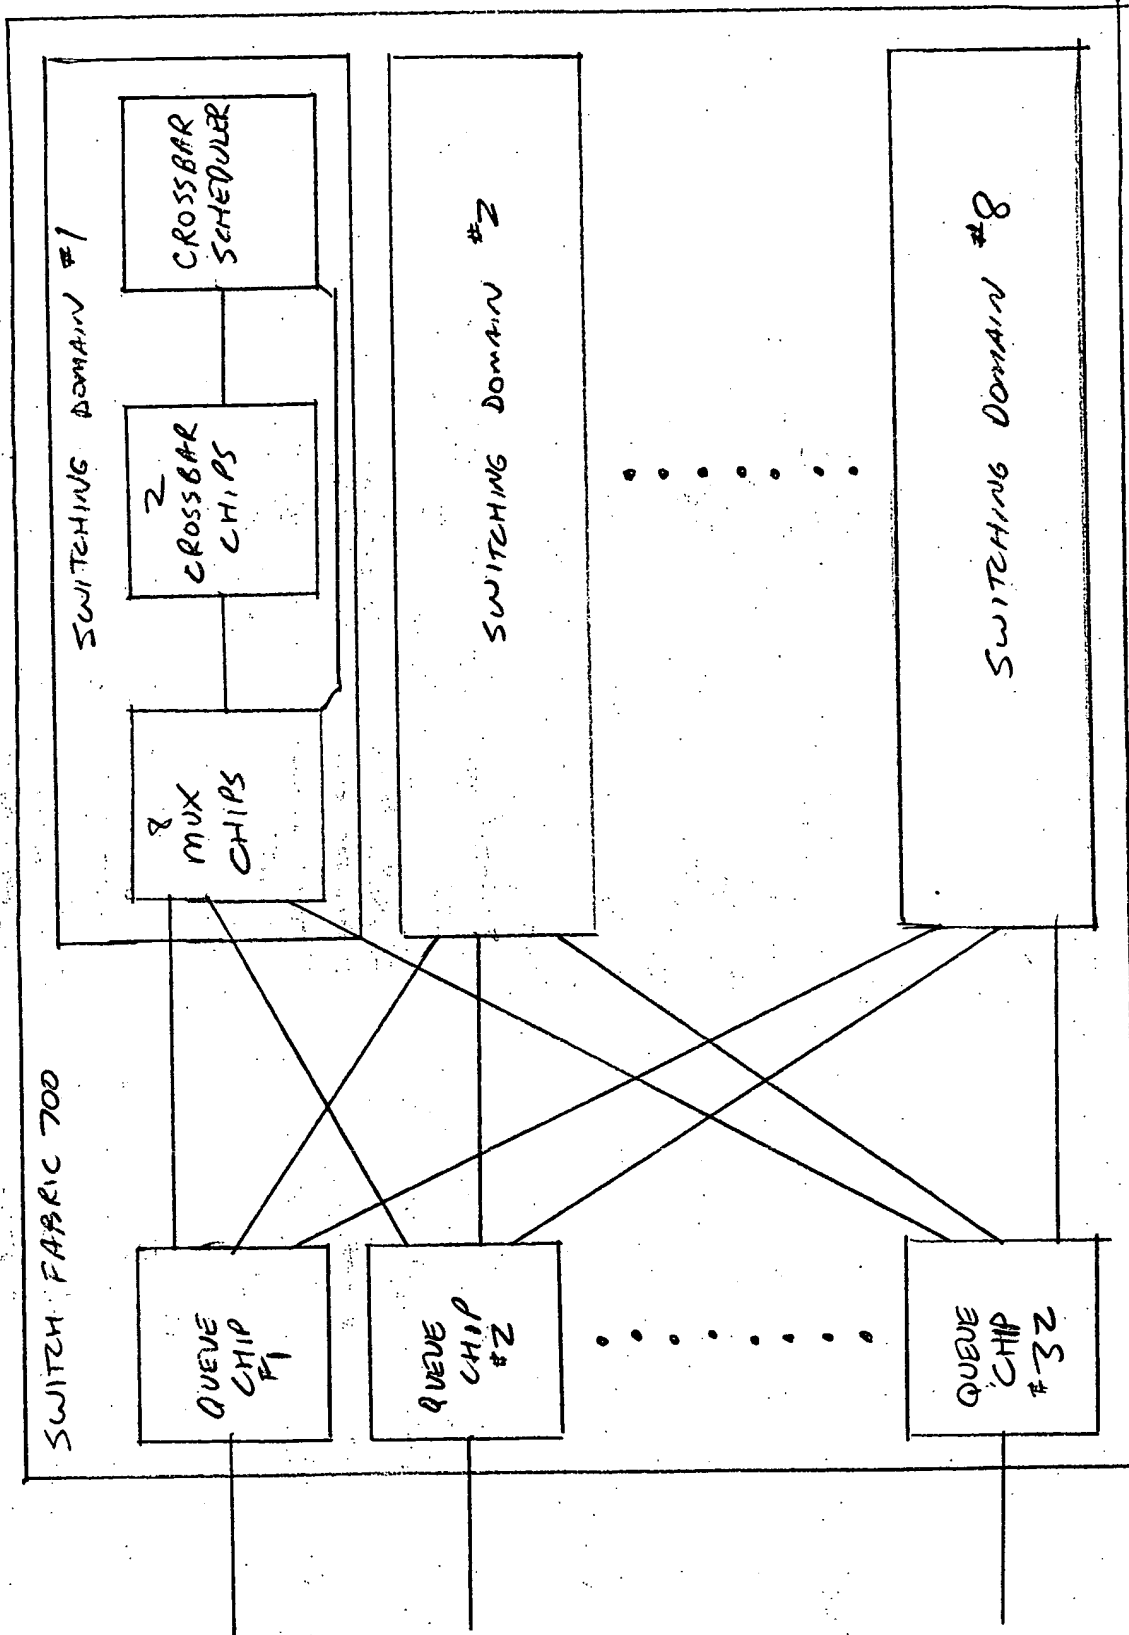 SWITCH FABRIC 700
SWITCHING DOMAIN #1
8
MUX
CHIPS
2
CROSSBAR
CHIPS
CROSSBAR
SCHEDULER
SWITCHING DOMAIN #2
SWITCHING DOMAIN #8
QUEUE
CHIP
#1
QUEUE
CHIP
#2
QUEUE
CHIP
#32